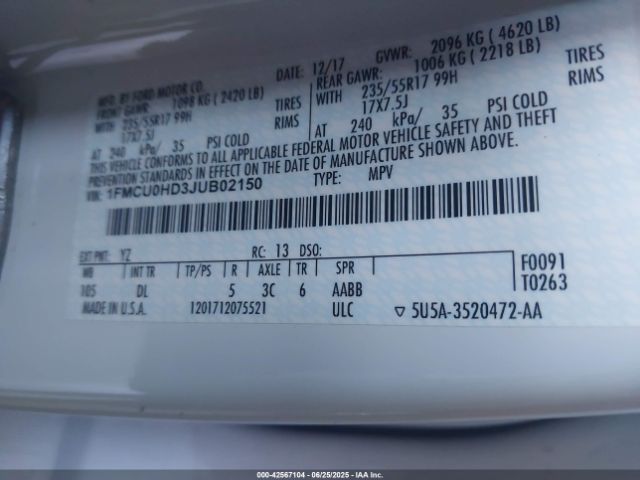 MFD. BY FORD MOTOR CO.
DATE: 12/17 GVWR: 2096 KG ( 4620 LB)
FRONT GAWR: 1098 KG ( 2420 LB) REAR GAWR: 1006 KG ( 2218 LB)
WITH 235/55R17 99H TIRES WITH 235/55R17 99H TIRES
17X7.5J RIMS 17X7.5J RIMS
AT 240 kPa/ 35 PSI COLD AT 240 kPa/ 35 PSI COLD
THIS VEHICLE CONFORMS TO ALL APPLICABLE FEDERAL MOTOR VEHICLE SAFETY AND THEFT
PREVENTION STANDARDS IN EFFECT ON THE DATE OF MANUFACTURE SHOWN ABOVE.
VIN: 1FMCU0HD3JUB02150 TYPE: MPV
EXT PNT: YZ RC: 13 DSO: F0091
WB INT TR TP/PS R AXLE TR SPR T0263
105 DL 5 3C 6 AABB
MADE IN U.S.A. 1201712075521 ULC ▽ 5U5A-3520472-AA
000-42567104 | 06/25/2025 - IAAI.COM